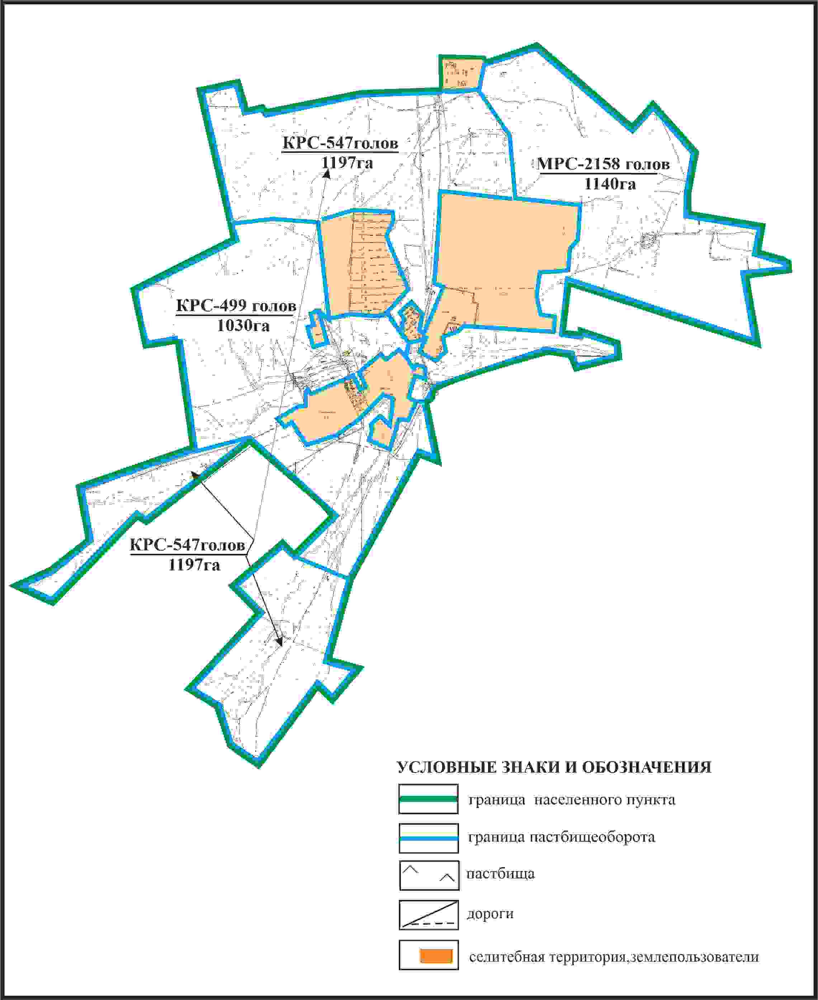 КРС-547голов
1197га
МРС-2158 голов
1140га
КРС-499 голов
1030га
КРС-547голов
1197га
УСЛОВНЫЕ ЗНАКИ И ОБОЗНАЧЕНИЯ
граница населенного пункта
граница пастбищеоборота
пастбища
дороги
селитебная территория,землепользователи